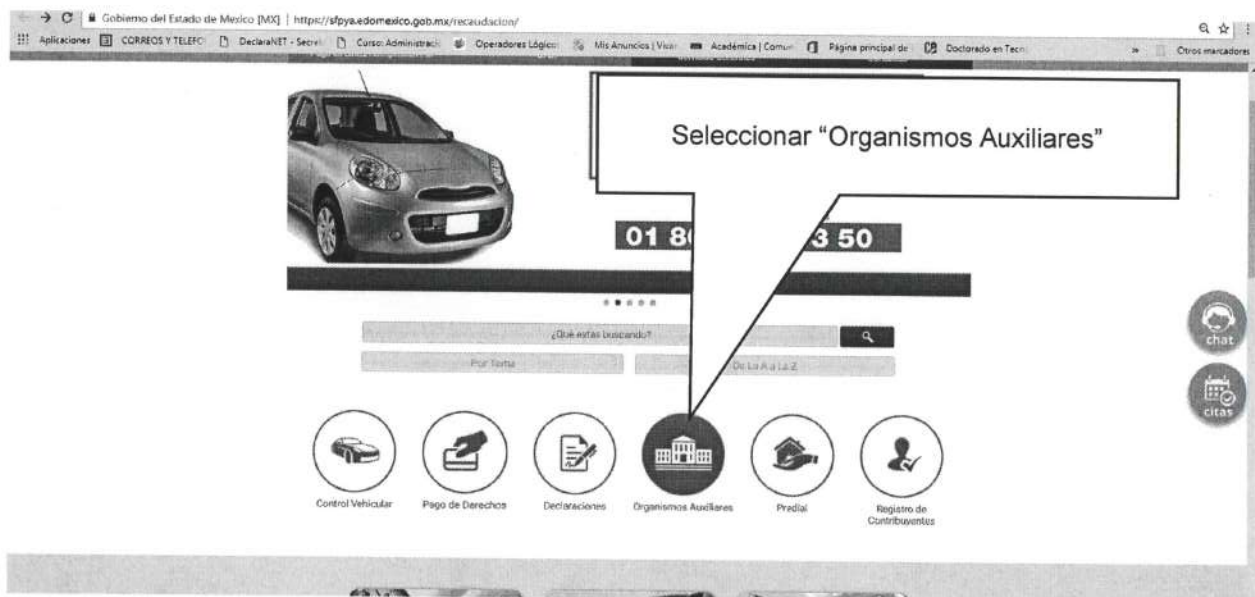 Gobierno del Estado de Mexico [MX] | https://sfpya.edomexico.gob.mx/recaudacion/
Aplicaciones CORREOS Y TELEFO DeclaraNET - Secret Curso: Administraci Operadores Lógico Mis Anuncios | Viva Académica | Comun Página principal de Doctorado en Tecn » Otros marcadores
Seleccionar “Organismos Auxiliares”
01 8 3 50
¿Qué estas buscando?
Por Tema De La A a La Z
chat
citas
Control Vehicular Pago de Derechos Declaraciones Organismos Auxiliares Predial Registro de
Contribuyentes